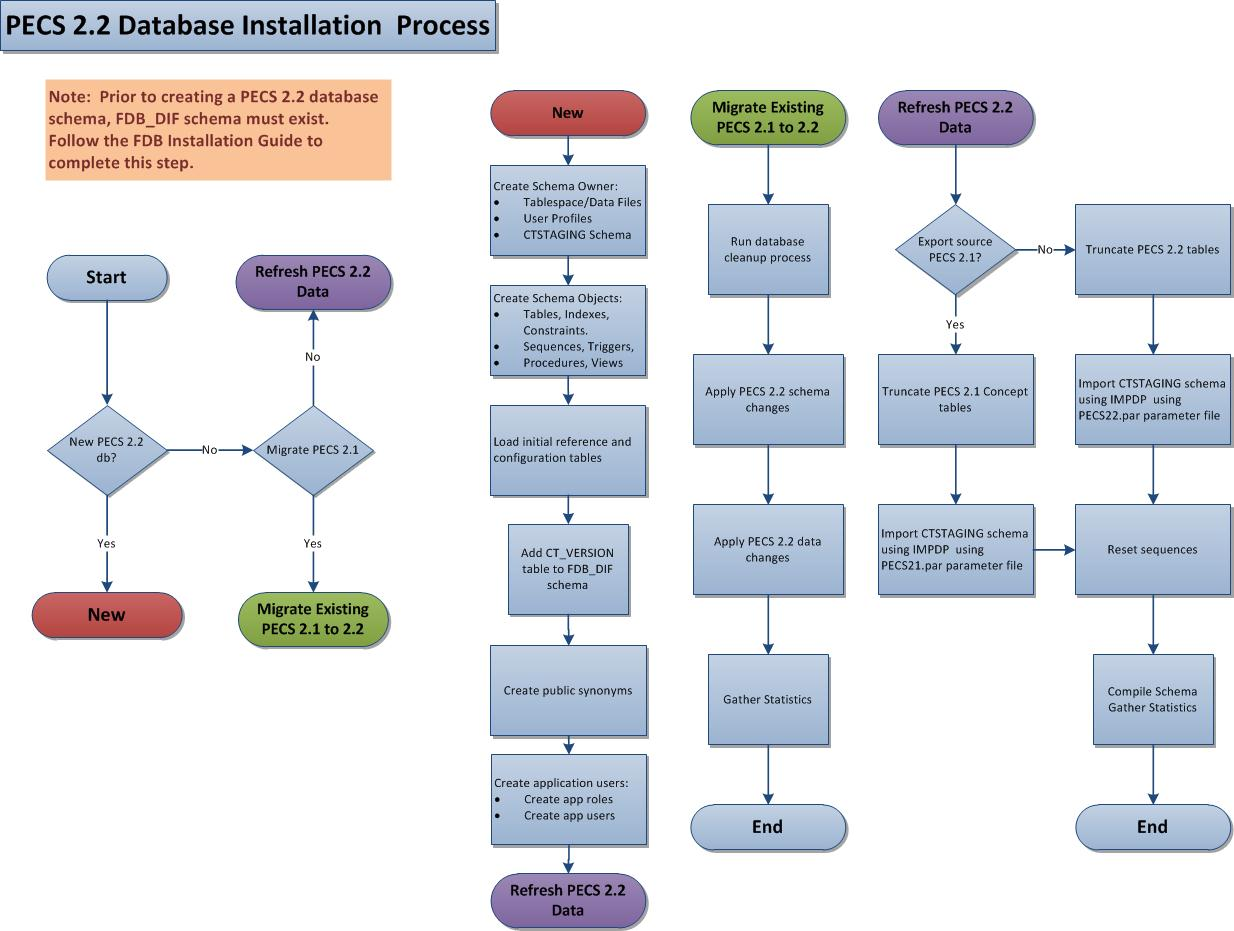 PECS 2.2 Database Installation  Process
Note:  Prior to creating a PECS 2.2 database
schema, FDB_DIF schema must exist.
Follow the FDB Installation Guide to
complete this step.
Start
New PECS 2.2
db?
No
Yes
New
Migrate PECS 2.1
No
Refresh PECS 2.2
Data
Yes
Migrate Existing
PECS 2.1 to 2.2
New
Create Schema Owner:
• Tablespace/Data Files
• User Profiles
• CTSTAGING Schema
Create Schema Objects:
• Tables, Indexes,
Constraints.
• Sequences, Triggers,
• Procedures, Views
Load initial reference and
configuration tables
Add CT_VERSION
table to FDB_DIF
schema
Create public synonyms
Create application users:
• Create app roles
• Create app users
Refresh PECS 2.2
Data
Migrate Existing
PECS 2.1 to 2.2
Run database
cleanup process
Apply PECS 2.2 schema
changes
Apply PECS 2.2 data
changes
Gather Statistics
End
Refresh PECS 2.2
Data
Export source
PECS 2.1?
No
Yes
Truncate PECS 2.1 Concept
tables
Import CTSTAGING schema
using IMPDP  using
PECS21.par parameter file
Truncate PECS 2.2 tables
Import CTSTAGING schema
using IMPDP  using
PECS22.par parameter file
Reset sequences
Compile Schema
Gather Statistics
End